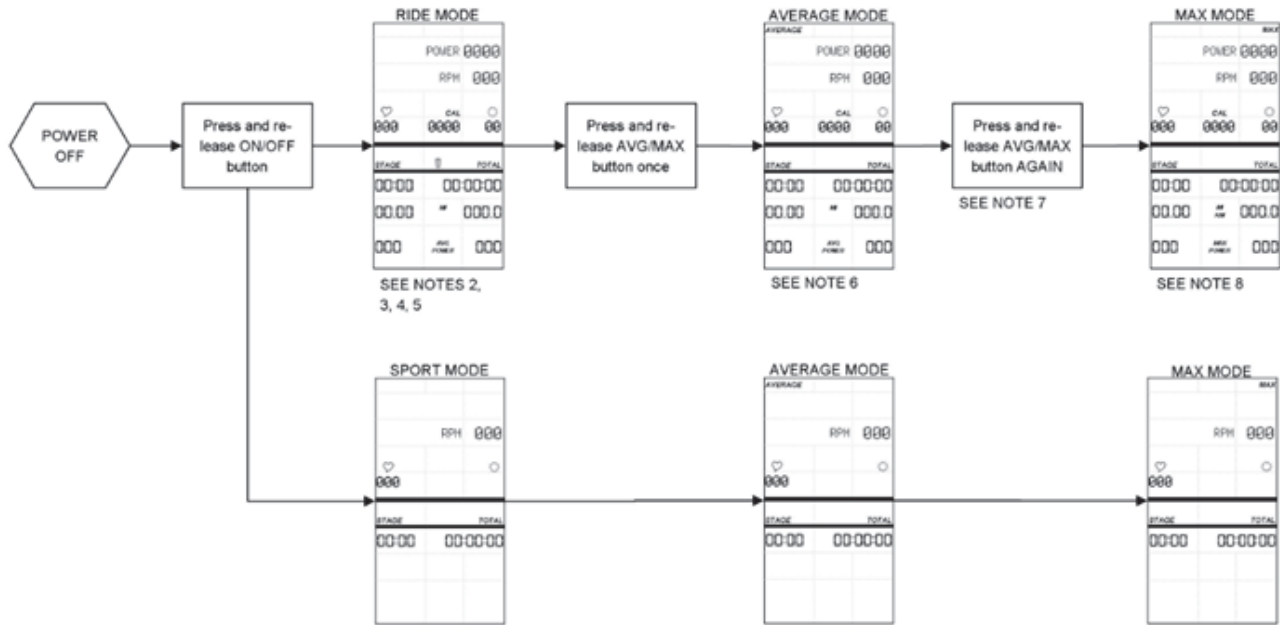 RIDE MODE
POWER 0000
RPM 000
CAL
000 0000 00
STAGE TOTAL
00:00 00:00:00
00.00 000.0
000 AVG POWER 000
SEE NOTES 2,
3, 4, 5
AVERAGE MODE
AVERAGE
POWER 0000
RPM 000
CAL
000 0000 00
STAGE TOTAL
00:00 00:00:00
00.00 000.0
000 AVG POWER 000
SEE NOTE 6
MAX MODE
MAX
POWER 0000
RPM 000
CAL
000 0000 00
STAGE TOTAL
00:00 00:00:00
00.00 000.0
000 MAX POWER 000
SEE NOTE 8
POWER
OFF
Press and re-
lease ON/OFF
button
Press and re-
lease AVG/MAX
button once
Press and re-
lease AVG/MAX
button AGAIN
SEE NOTE 7
SPORT MODE
RPM 000
000
STAGE TOTAL
00:00 00:00:00
AVERAGE MODE
AVERAGE
RPM 000
000
STAGE TOTAL
00:00 00:00:00
MAX MODE
MAX
RPM 000
000
STAGE TOTAL
00:00 00:00:00